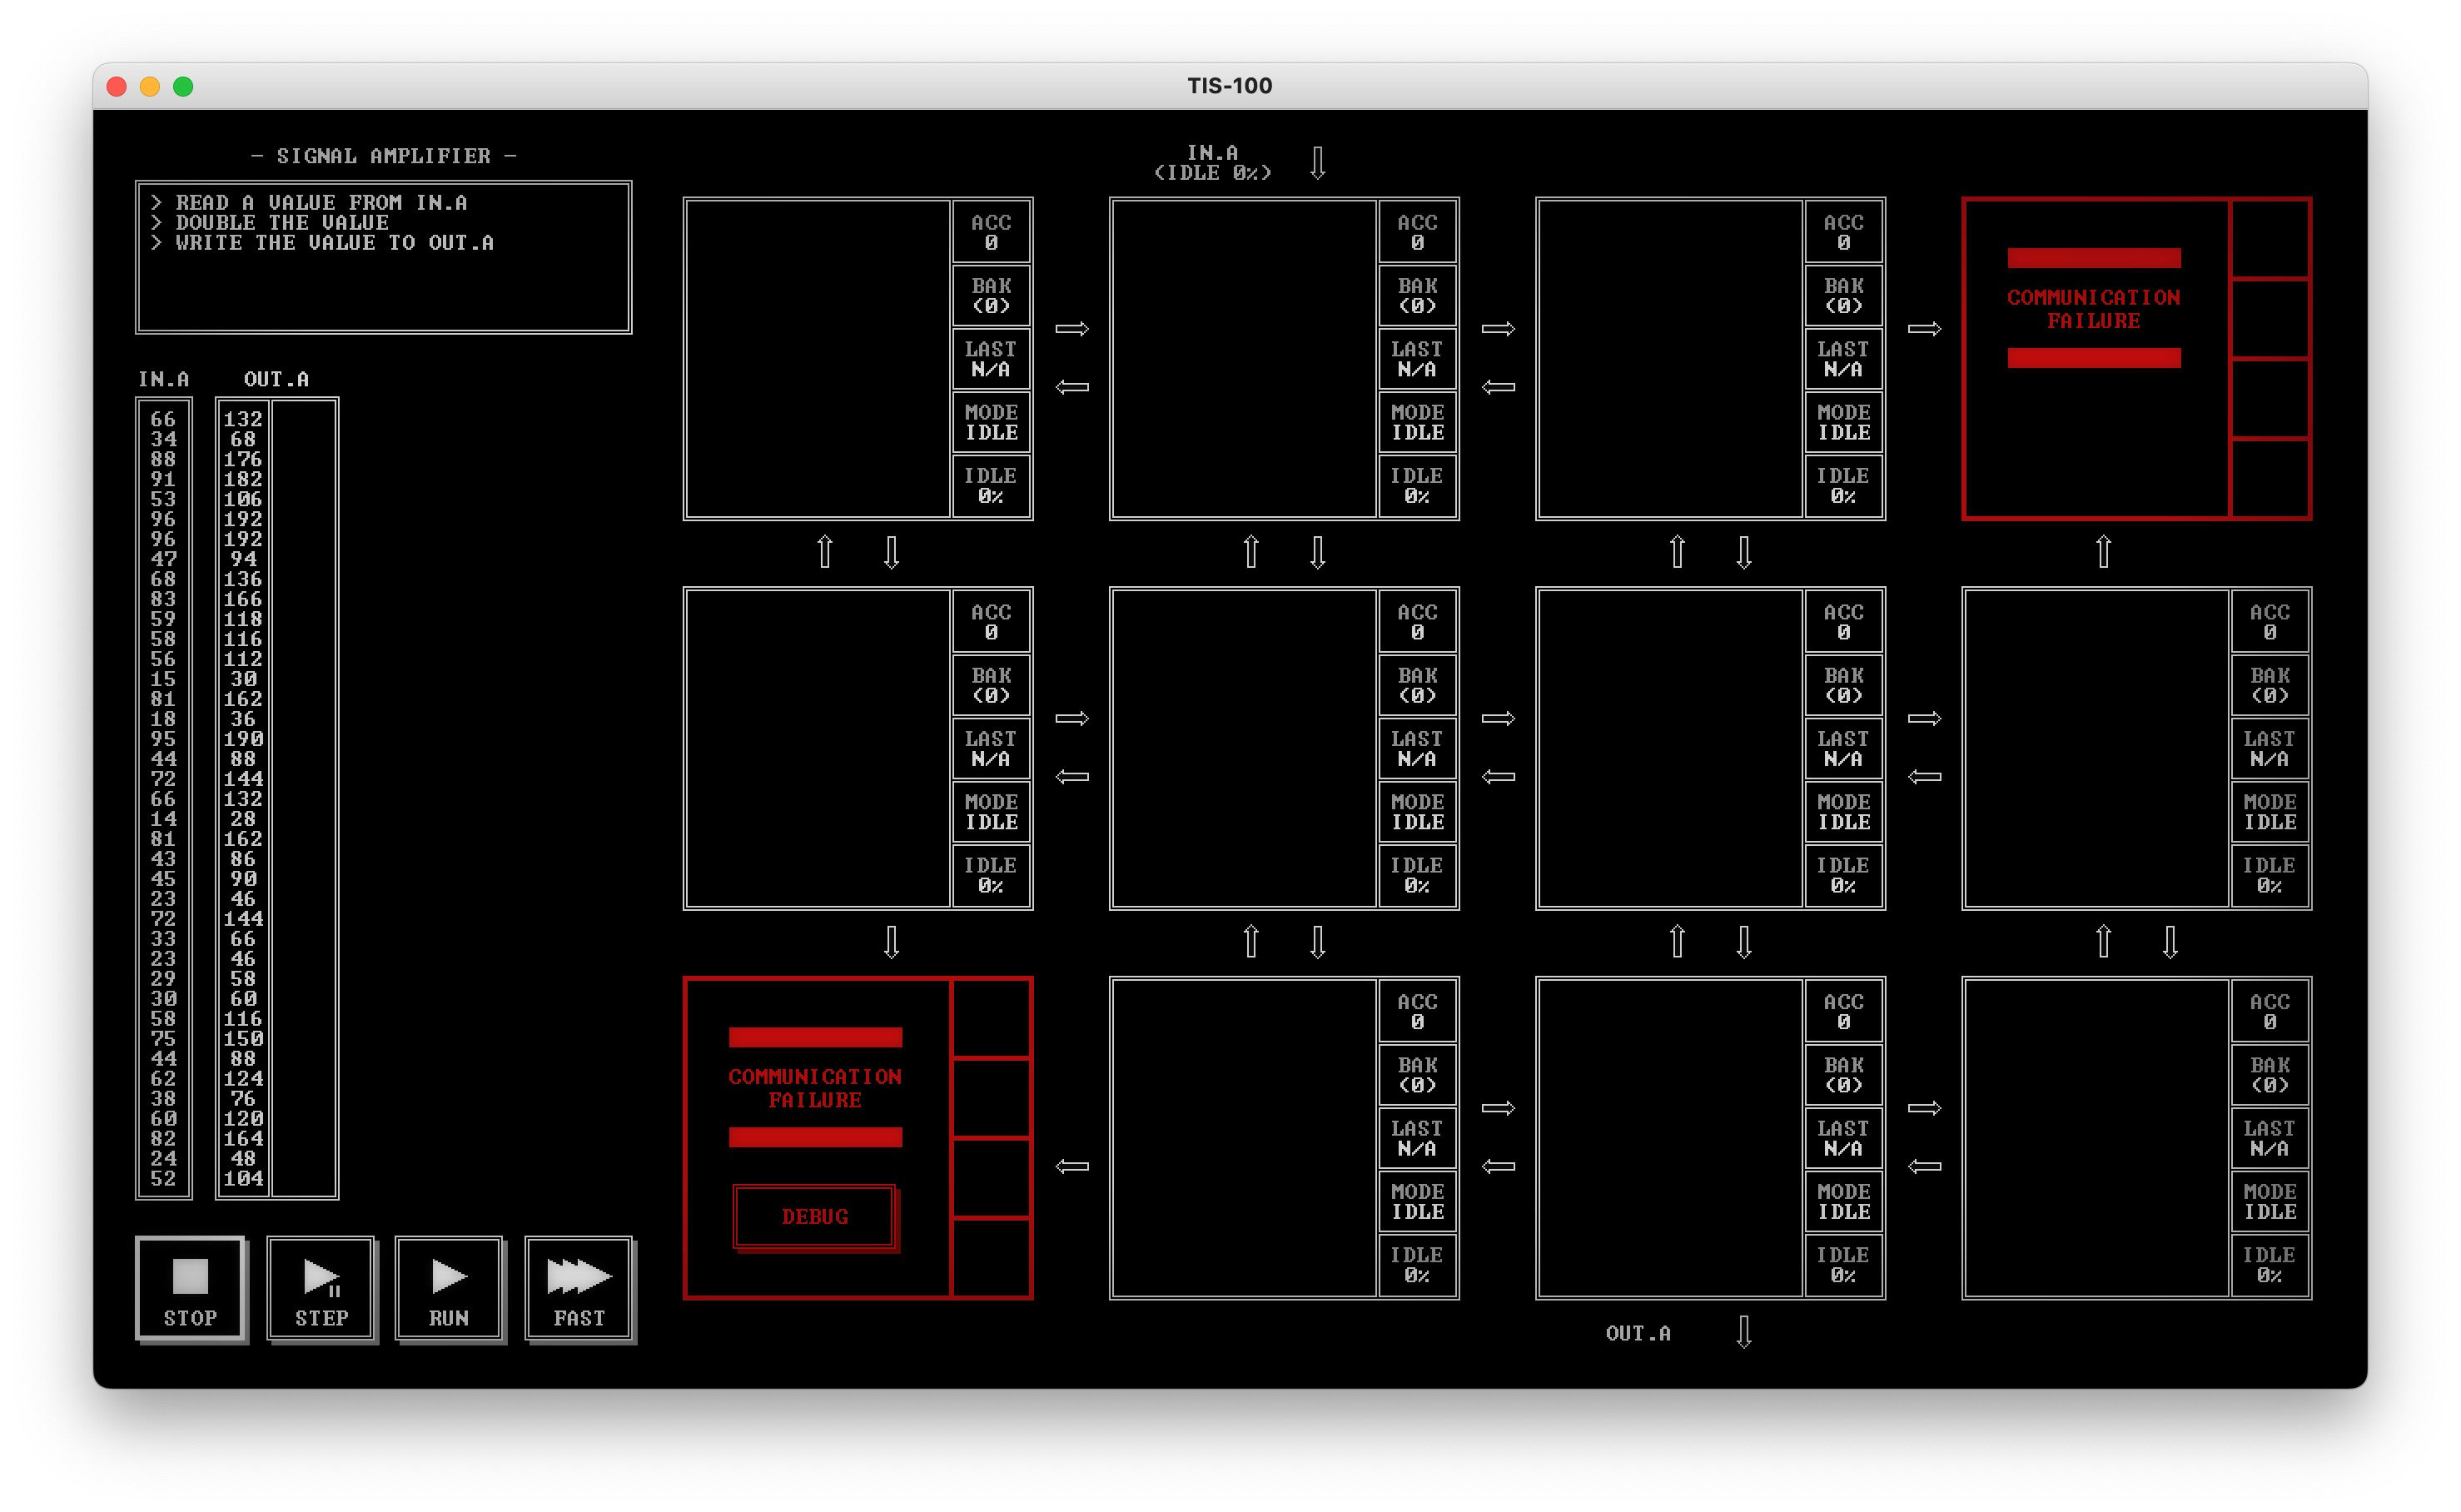 TIS-100
- SIGNAL AMPLIFIER -
> READ A VALUE FROM IN.A
> DOUBLE THE VALUE
> WRITE THE VALUE TO OUT.A
IN.A OUT.A
66 132
34 68
88 176
91 182
53 106
96 192
96 192
47 94
68 136
83 166
59 118
58 116
56 112
15 30
81 162
18 36
95 190
44 88
72 144
66 132
14 28
81 162
43 86
45 90
23 46
72 144
33 66
23 46
29 58
30 60
58 116
75 150
44 88
62 124
38 76
60 120
82 164
24 48
52 104
STOP
STEP
RUN
FAST
IN.A
(IDLE 0%)
ACC
0
BAK
(0)
LAST
N/A
MODE
IDLE
IDLE
0%
ACC
0
BAK
(0)
LAST
N/A
MODE
IDLE
IDLE
0%
ACC
0
BAK
(0)
LAST
N/A
MODE
IDLE
IDLE
0%
COMMUNICATION
FAILURE
ACC
0
BAK
(0)
LAST
N/A
MODE
IDLE
IDLE
0%
ACC
0
BAK
(0)
LAST
N/A
MODE
IDLE
IDLE
0%
ACC
0
BAK
(0)
LAST
N/A
MODE
IDLE
IDLE
0%
ACC
0
BAK
(0)
LAST
N/A
MODE
IDLE
IDLE
0%
COMMUNICATION
FAILURE
DEBUG
ACC
0
BAK
(0)
LAST
N/A
MODE
IDLE
IDLE
0%
ACC
0
BAK
(0)
LAST
N/A
MODE
IDLE
IDLE
0%
ACC
0
BAK
(0)
LAST
N/A
MODE
IDLE
IDLE
0%
OUT.A